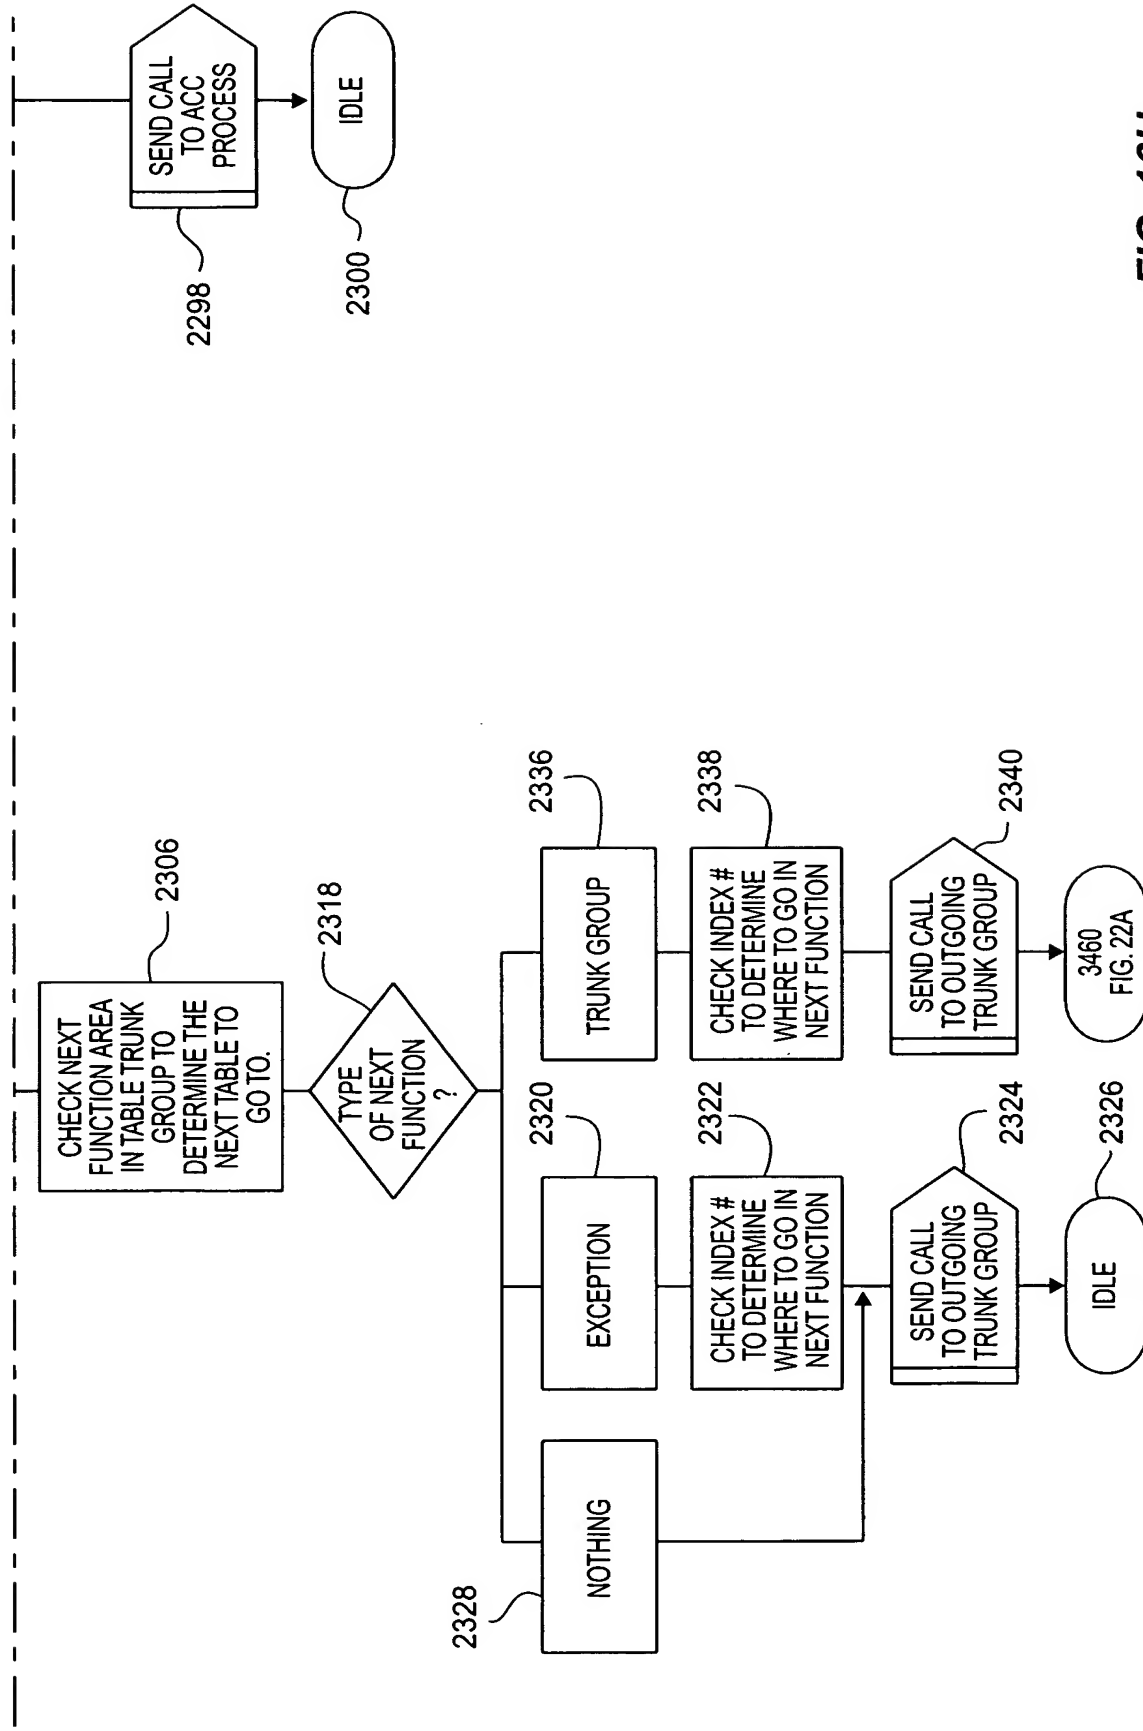 CHECK NEXT
FUNCTION AREA
IN TABLE TRUNK
GROUP TO
DETERMINE THE
NEXT TABLE TO
GO TO.
2306
TYPE
OF NEXT
FUNCTION
?
2318
NOTHING
2328
EXCEPTION
2320
TRUNK GROUP
2336
CHECK INDEX #
TO DETERMINE
WHERE TO GO IN
NEXT FUNCTION
2322
CHECK INDEX #
TO DETERMINE
WHERE TO GO IN
NEXT FUNCTION
2338
SEND CALL
TO OUTGOING
TRUNK GROUP
2324
SEND CALL
TO OUTGOING
TRUNK GROUP
2340
IDLE
2326
3460
FIG. 22A
SEND CALL
TO ACC
PROCESS
2298
IDLE
2300
FIG.